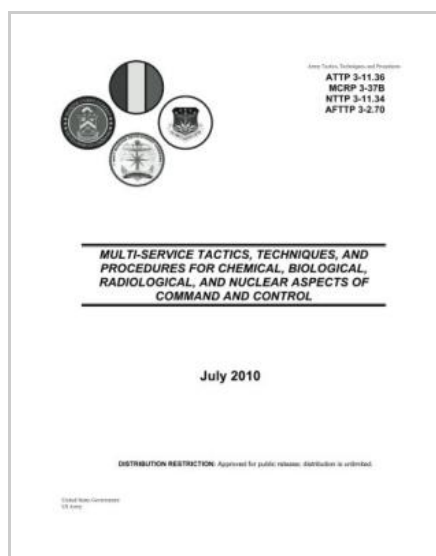 Army Tactics, Techniques, and Procedures
ATTP 3-11.36
MCRP 3-37B
NTTP 3-11.34
AFTTP 3-2.70
MULTI-SERVICE TACTICS, TECHNIQUES, AND
PROCEDURES FOR CHEMICAL, BIOLOGICAL,
RADIOLOGICAL, AND NUCLEAR ASPECTS OF
COMMAND AND CONTROL
July 2010
DISTRIBUTION RESTRICTION: Approved for public release; distribution is unlimited.
United States Government
US Army